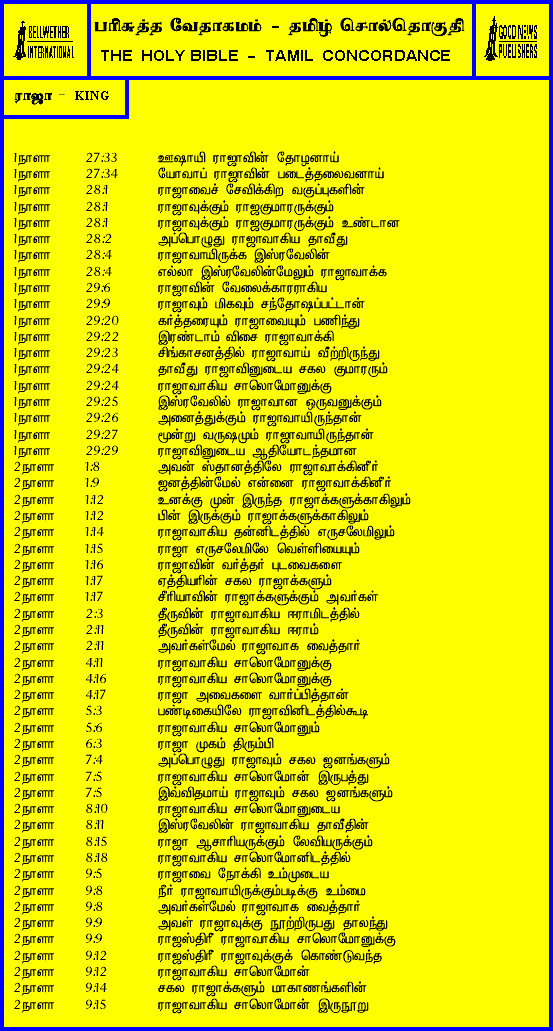 BELLWETHER
INTERNATIONAL
பரிசுத்த வேதாகமம் - தமிழ் சொல்தொகுதி
THE HOLY BIBLE - TAMIL CONCORDANCE
GOOD NEWS
PUBLISHERS
ராஜா - KING
1நாளா 27:33 ஊஷாயி ராஜாவின் தோழனாய்
1நாளா 27:34 யோவாப் ராஜாவின் படைத்தலைவனாய்
1நாளா 28:1 ராஜாவைச் சேவிக்கிற வகுப்புகளின்
1நாளா 28:1 ராஜாவுக்கும் ராஜகுமாரருக்கும்
1நாளா 28:1 ராஜாவுக்கும் ராஜகுமாரருக்கும் உண்டான
1நாளா 28:2 அப்பொழுது ராஜாவாகிய தாவீது
1நாளா 28:4 ராஜாவாயிருக்க இஸ்ரவேலின்
1நாளா 28:4 எல்லா இஸ்ரவேலின்மேலும் ராஜாவாக்க
1நாளா 29:6 ராஜாவின் வேலைக்காரராகிய
1நாளா 29:9 ராஜாவும் மிகவும் சந்தோஷப்பட்டான்
1நாளா 29:20 கர்த்தரையும் ராஜாவையும் பணிந்து
1நாளா 29:22 இரண்டாம் விசை ராஜாவாக்கி
1நாளா 29:23 சிங்காசனத்தில் ராஜாவாய் வீற்றிருந்து
1நாளா 29:24 தாவீது ராஜாவினுடைய சகல குமாரரும்
1நாளா 29:24 ராஜாவாகிய சாலொமோனுக்கு
1நாளா 29:25 இஸ்ரவேலில் ராஜாவான ஒருவனுக்கும்
1நாளா 29:26 அனைத்துக்கும் ராஜாவாயிருந்தான்
1நாளா 29:27 மூன்று வருஷமும் ராஜாவாயிருந்தான்
1நாளா 29:29 ராஜாவினுடைய ஆதியோடந்தமான
2நாளா 1:8 அவன் ஸ்தானத்திலே ராஜாவாக்கினீர்
2நாளா 1:9 ஜனத்தின்மேல் என்னை ராஜாவாக்கினீர்
2நாளா 1:12 உனக்கு முன் இருந்த ராஜாக்களுக்காகிலும்
2நாளா 1:12 பின் இருக்கும் ராஜாக்களுக்காகிலும்
2நாளா 1:14 ராஜாவாகிய தன்னிடத்தில் எருசலேமிலும்
2நாளா 1:15 ராஜா எருசலேமிலே வெள்ளியையும்
2நாளா 1:16 ராஜாவின் வர்த்தர் புடவைகளை
2நாளா 1:17 ஏத்தியரின் சகல ராஜாக்களும்
2நாளா 1:17 சீரியாவின் ராஜாக்களுக்கும் அவர்கள்
2நாளா 2:3 தீருவின் ராஜாவாகிய ஈராமிடத்தில்
2நாளா 2:11 தீருவின் ராஜாவாகிய ஈராம்
2நாளா 2:11 அவர்கள்மேல் ராஜாவாக வைத்தார்
2நாளா 4:11 ராஜாவாகிய சாலொமோனுக்கு
2நாளா 4:16 ராஜாவாகிய சாலொமோனுக்கு
2நாளா 4:17 ராஜா அவைகளை வார்ப்பித்தான்
2நாளா 5:3 பண்டிகையிலே ராஜாவினிடத்தில்கூடி
2நாளா 5:6 ராஜாவாகிய சாலொமோனும்
2நாளா 6:3 ராஜா முகம் திரும்பி
2நாளா 7:4 அப்பொழுது ராஜாவும் சகல ஜனங்களும்
2நாளா 7:5 ராஜாவாகிய சாலொமோன் இருபத்து
2நாளா 7:5 இவ்விதமாய் ராஜாவும் சகல ஜனங்களும்
2நாளா 8:10 ராஜாவாகிய சாலொமோனுடைய
2நாளா 8:11 இஸ்ரவேலின் ராஜாவாகிய தாவீதின்
2நாளா 8:15 ராஜா ஆசாரியருக்கும் லேவியருக்கும்
2நாளா 8:18 ராஜாவாகிய சாலொமோனிடத்தில்
2நாளா 9:5 ராஜாவை நோக்கி உம்முடைய
2நாளா 9:8 நீர் ராஜாவாயிருக்கும்படிக்கு உம்மை
2நாளா 9:8 அவர்கள்மேல் ராஜாவாக வைத்தார்
2நாளா 9:9 அவள் ராஜாவுக்கு நூற்றிருபது தாலந்து
2நாளா 9:9 ராஜஸ்திரீ ராஜாவாகிய சாலொமோனுக்கு
2நாளா 9:12 ராஜஸ்திரீ ராஜாவுக்குக் கொண்டுவந்த
2நாளா 9:12 ராஜாவாகிய சாலொமோன்
2நாளா 9:14 சகல ராஜாக்களும் மாகாணங்களின்
2நாளா 9:15 ராஜாவாகிய சாலொமோன் இருநூறு